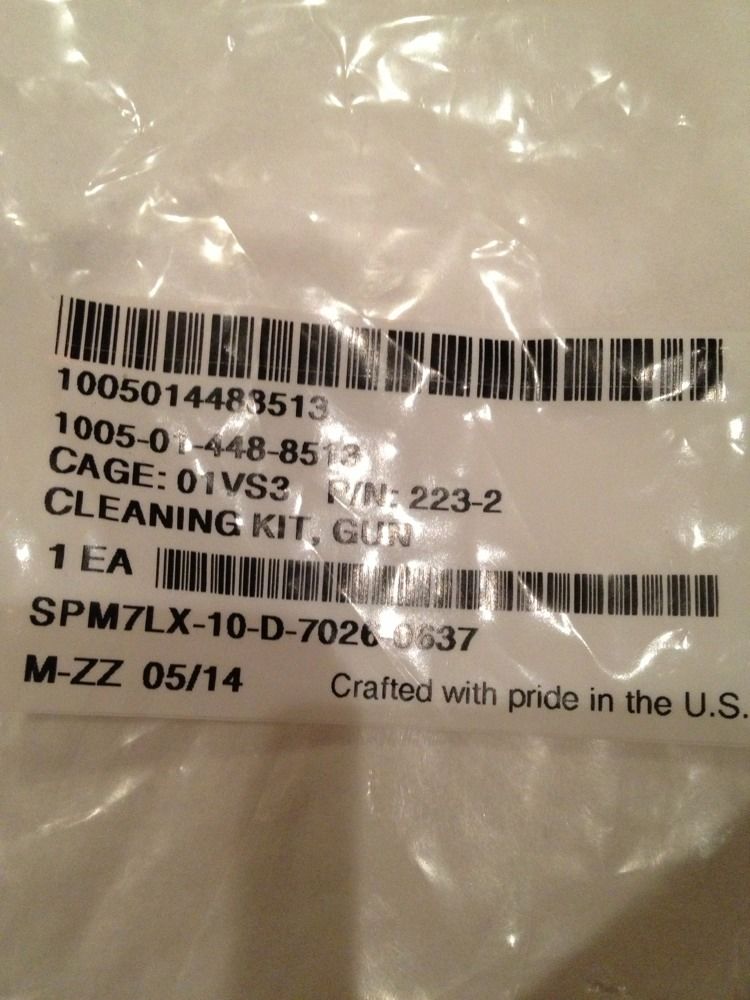 1005014488513
1005-01-448-8513
CAGE: 01VS3 P/N: 223-2
CLEANING KIT, GUN
1 EA
SPM7LX-10-D-7026-0637
M-ZZ 05/14
Crafted with pride in the U.S.